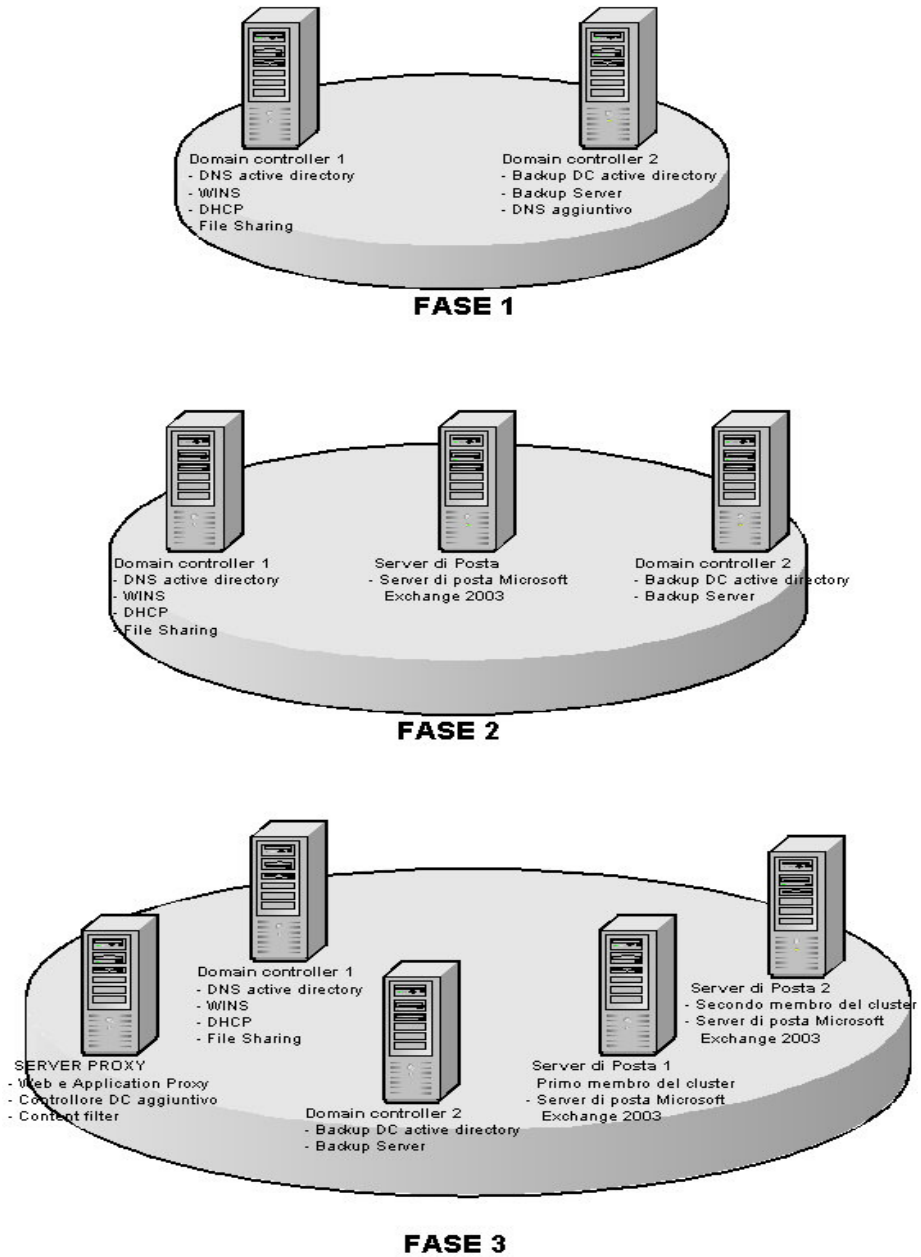 Domain controller 1
- DNS active directory
- WINS
- DHCP
- File Sharing
Domain controller 2
- Backup DC active directory
- Backup Server
- DNS aggiuntivo
FASE 1
Domain controller 1
- DNS active directory
- WINS
- DHCP
- File Sharing
Server di Posta
- Server di posta Microsoft
Exchange 2003
Domain controller 2
- Backup DC active directory
- Backup Server
FASE 2
Domain controller 1
- DNS active directory
- WINS
- DHCP
- File Sharing
Server di Posta 2
- Secondo membro del cluster
- Server di posta Microsoft
Exchange 2003
SERVER PROXY
- Web e Application Proxy
- Controllore DC aggiuntivo
- Content filter
Server di Posta 1
Primo membro del cluster
- Server di posta Microsoft
Exchange 2003
Domain controller 2
- Backup DC active directory
- Backup Server
FASE 3